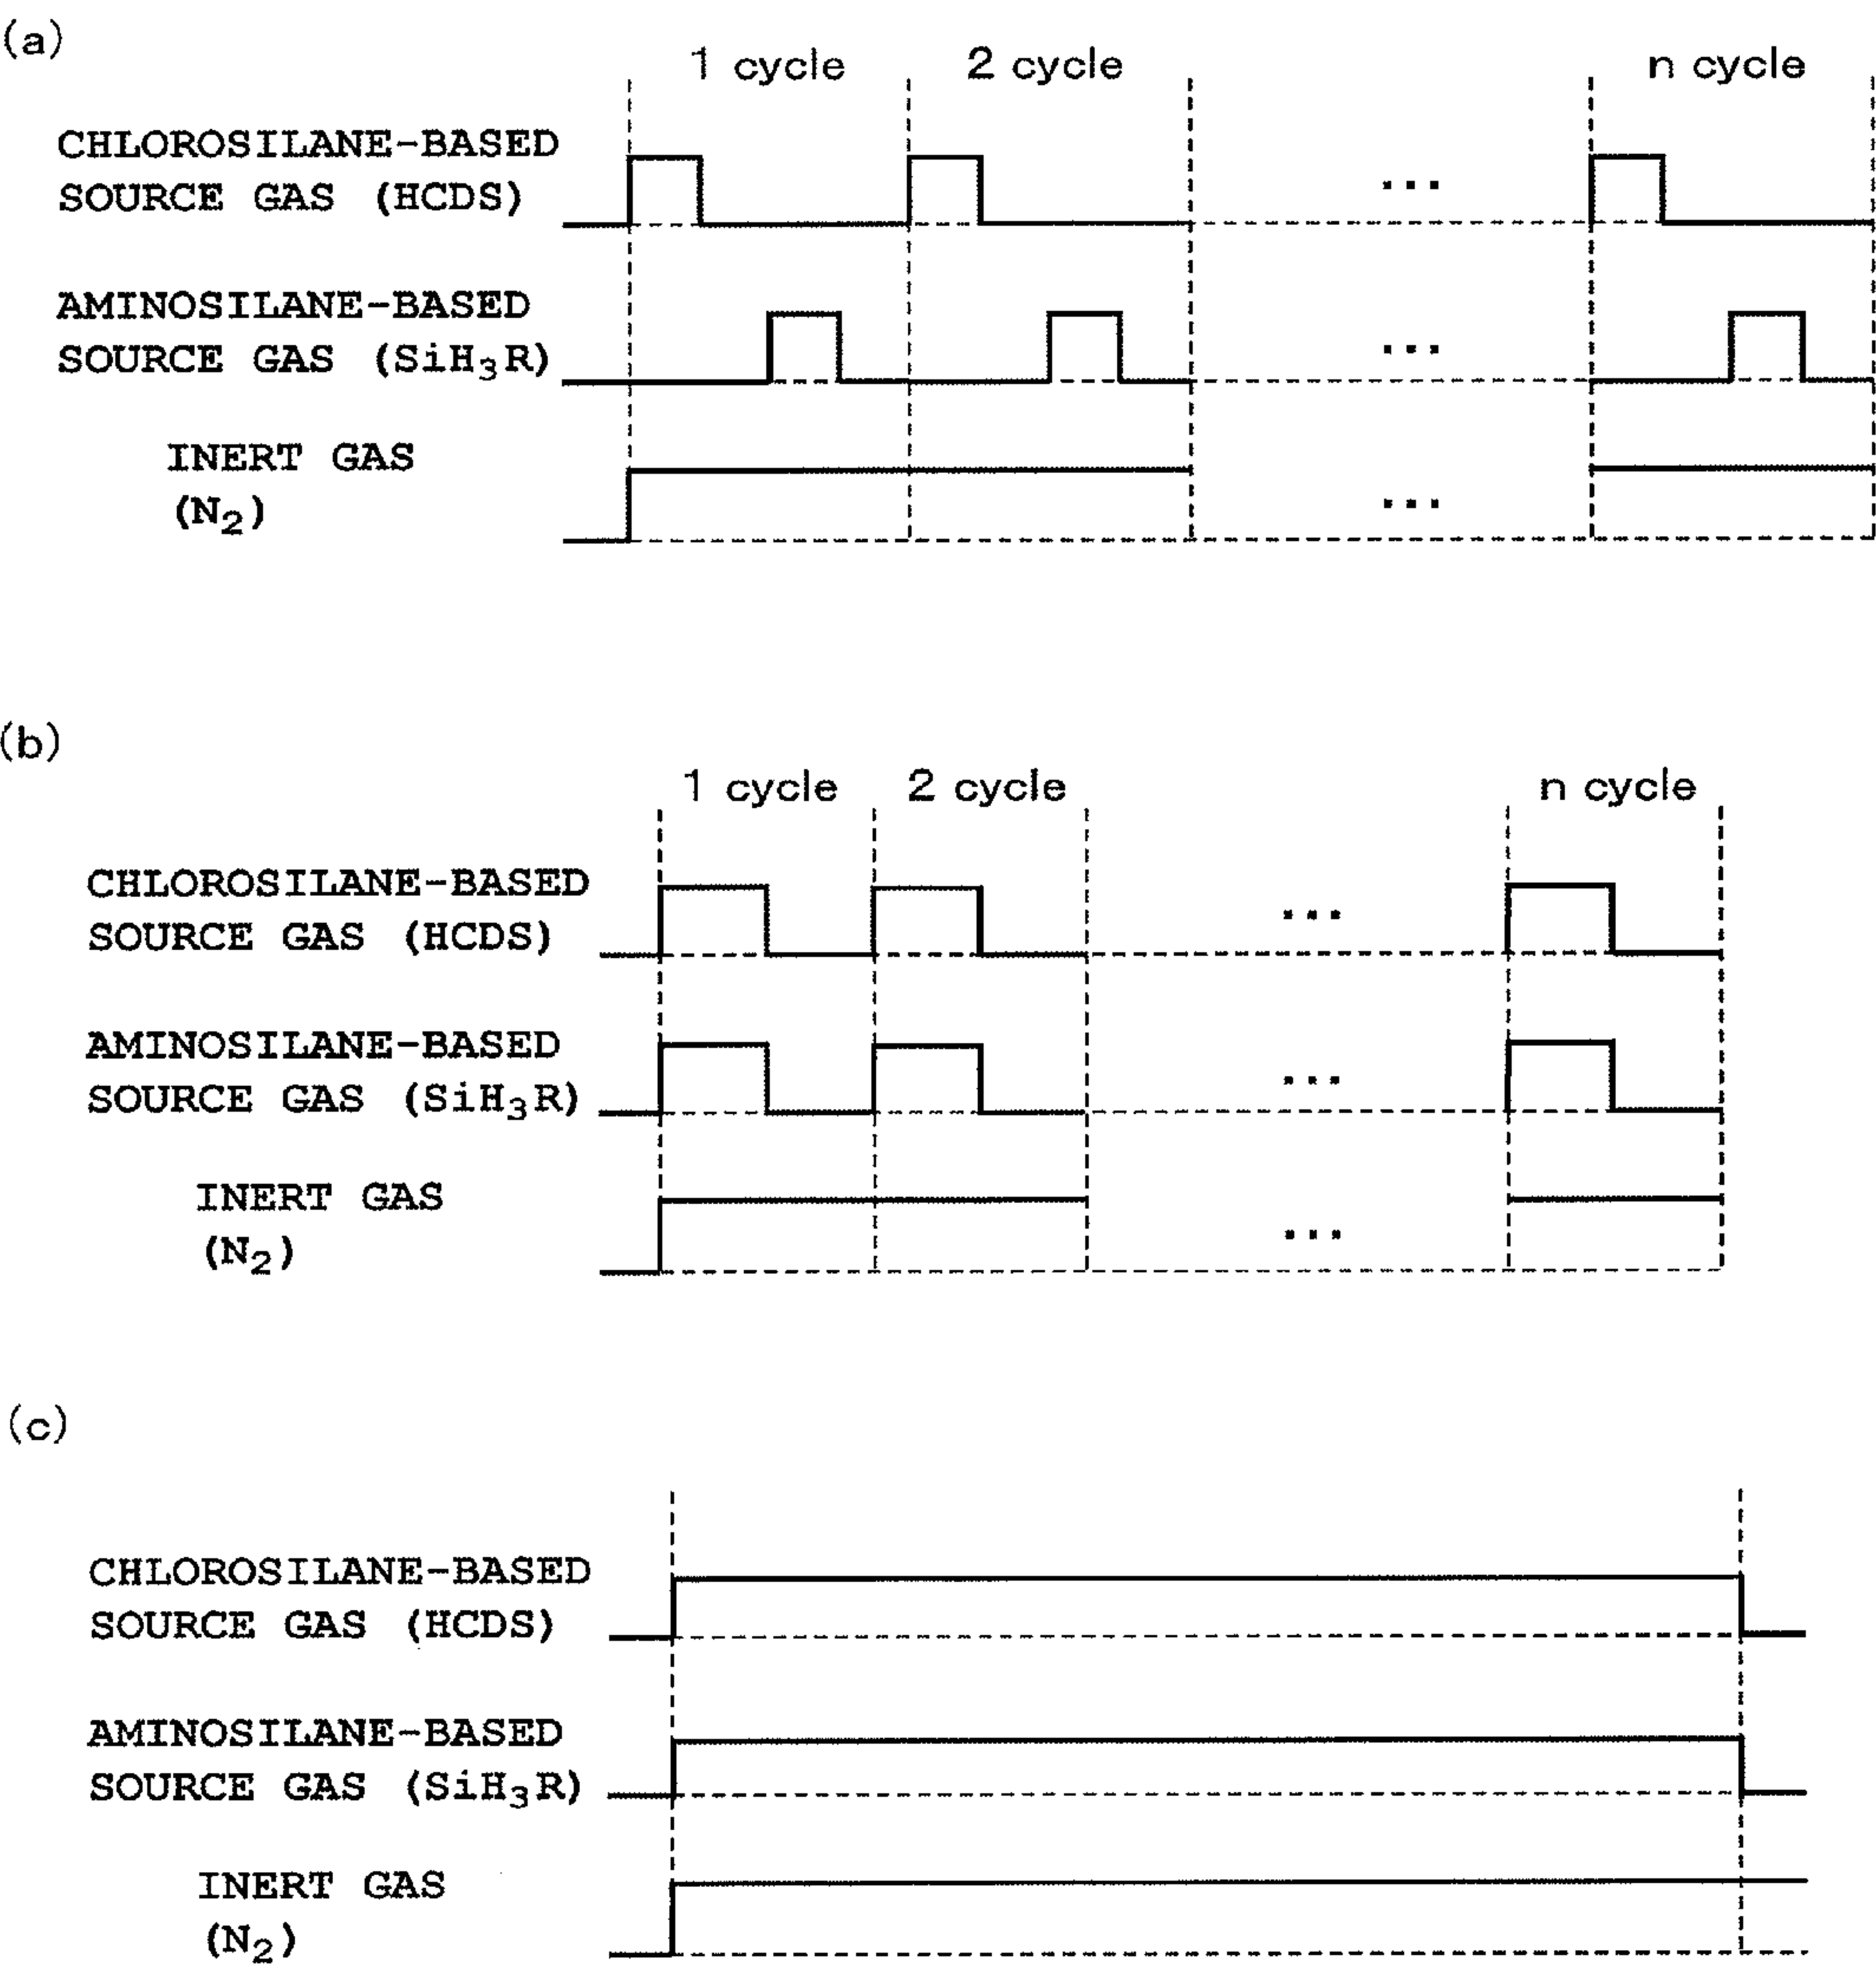 (a)
1 cycle 2 cycle n cycle
CHLOROSILANE-BASED
SOURCE GAS (HCDS)
...
AMINOSILANE-BASED
SOURCE GAS (SiH₃R)
...
INERT GAS
(N₂)
...
(b)
1 cycle 2 cycle n cycle
CHLOROSILANE-BASED
SOURCE GAS (HCDS)
...
AMINOSILANE-BASED
SOURCE GAS (SiH₃R)
...
INERT GAS
(N₂)
...
(c)
CHLOROSILANE-BASED
SOURCE GAS (HCDS)
AMINOSILANE-BASED
SOURCE GAS (SiH₃R)
INERT GAS
(N₂)